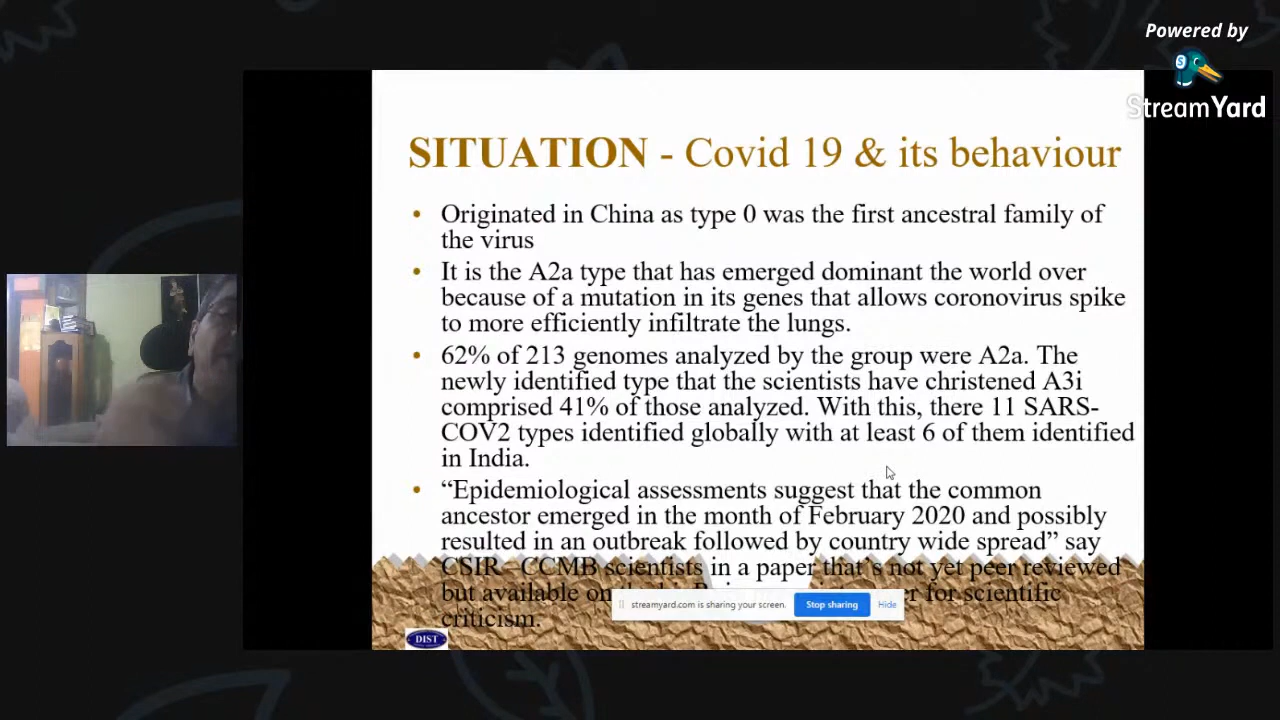 Powered by
StreamYard
SITUATION - Covid 19 & its behaviour
• Originated in China as type 0 was the first ancestral family of
the virus
• It is the A2a type that has emerged dominant the world over
because of a mutation in its genes that allows coronovirus spike
to more efficiently infiltrate the lungs.
• 62% of 213 genomes analyzed by the group were A2a. The
newly identified type that the scientists have christened A3i
comprised 41% of those analyzed. With this, there 11 SARS-
COV2 types identified globally with at least 6 of them identified
in India.
• “Epidemiological assessments suggest that the common
ancestor emerged in the month of February 2020 and possibly
resulted in an outbreak followed by country wide spread” say
CSIR- CCMB scientists in a paper that's not yet peer reviewed
but available on for scientific
criticism.
streamyard.com is sharing your screen. Stop sharing Hide
DIST